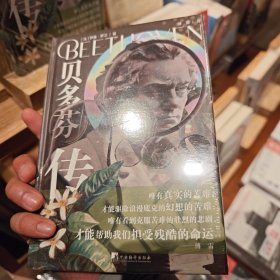 BEETHOVEN
贝多芬
传
唯有真实的苦难
才能驱除浪漫底克的幻想的苦难
唯有看到克服苦难的壮烈的悲剧
才能帮助我们担受残酷的命运
傅雷